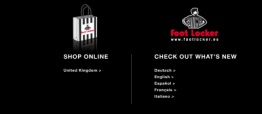 Foot Locker
www.footlocker.eu
SHOP ONLINE
CHECK OUT WHAT'S NEW
United Kingdom >
Deutsch >
English >
Español >
Français >
Italiano >